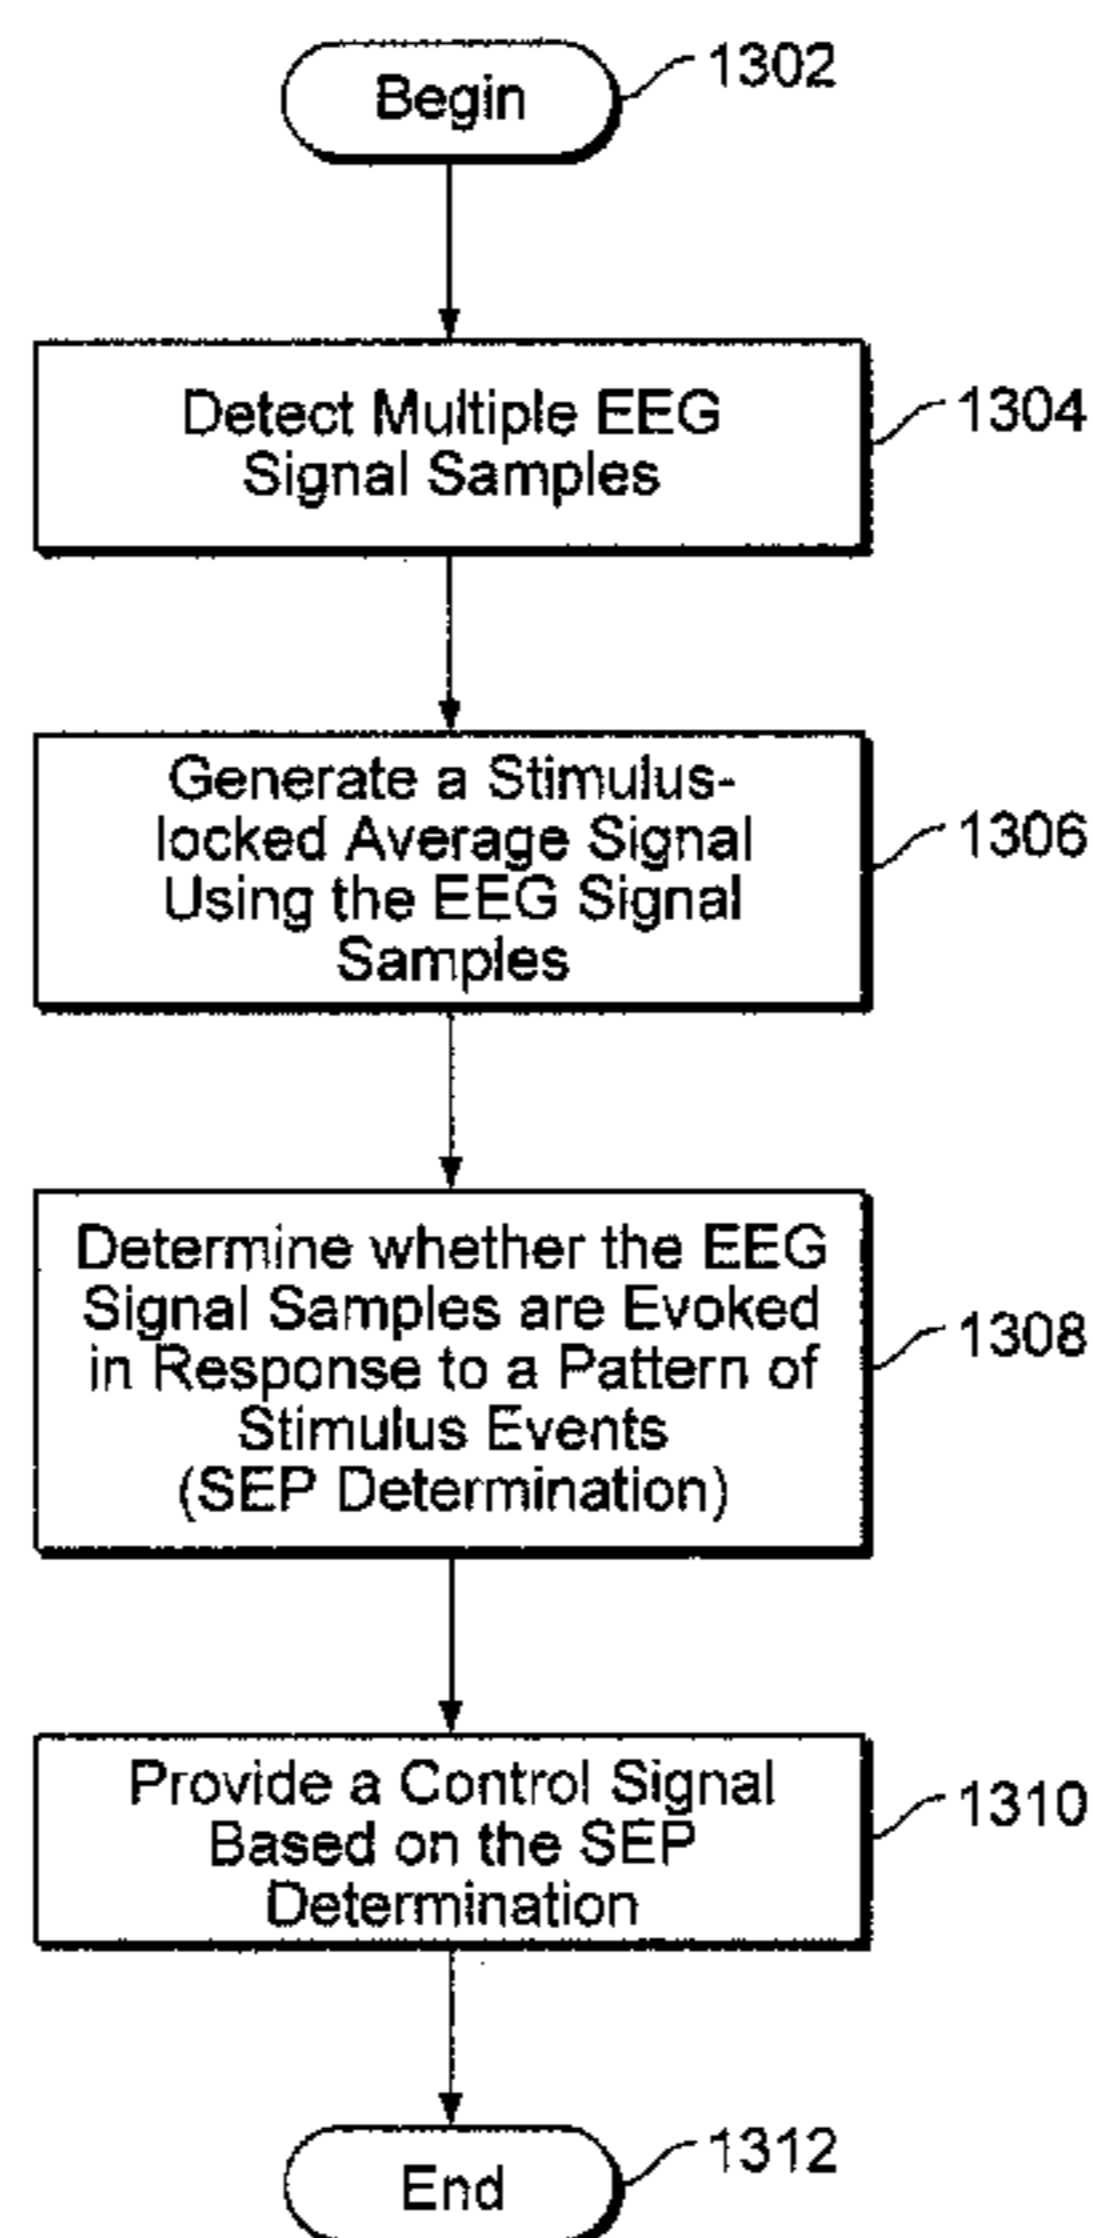 Begin
1302
Detect Multiple EEG
Signal Samples
1304
Generate a Stimulus-
locked Average Signal
Using the EEG Signal
Samples
1306
Determine whether the EEG
Signal Samples are Evoked
in Response to a Pattern of
Stimulus Events
(SEP Determination)
1308
Provide a Control Signal
Based on the SEP
Determination
1310
End
1312